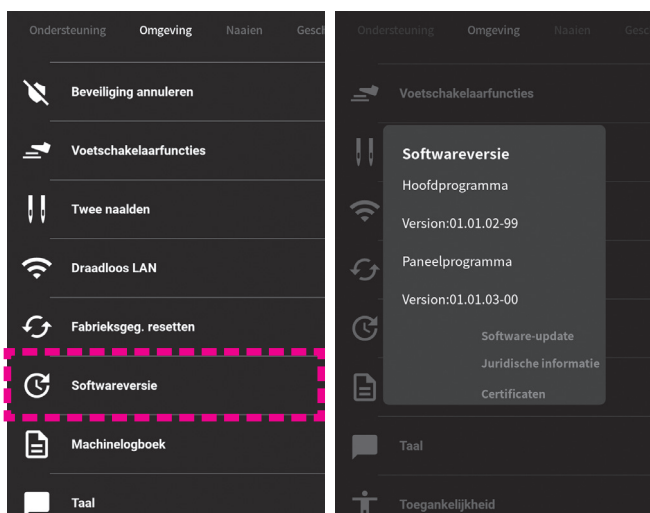 Ondersteuning Omgeving Naaien Gesch
Beveiliging annuleren
Voetschakelaarfuncties
Twee naalden
Draadloos LAN
Fabrieksgeg. resetten
Softwareversie
Machinelogboek
Taal
Ondersteuning Omgeving Naaien Gesc
Voetschakelaarfuncties
Softwareversie
Hoofdprogramma
Version:01.01.02-99
Paneelprogramma
Version:01.01.03-00
Software-update
Juridische informatie
Certificaten
Taal
Toegankelijkheid